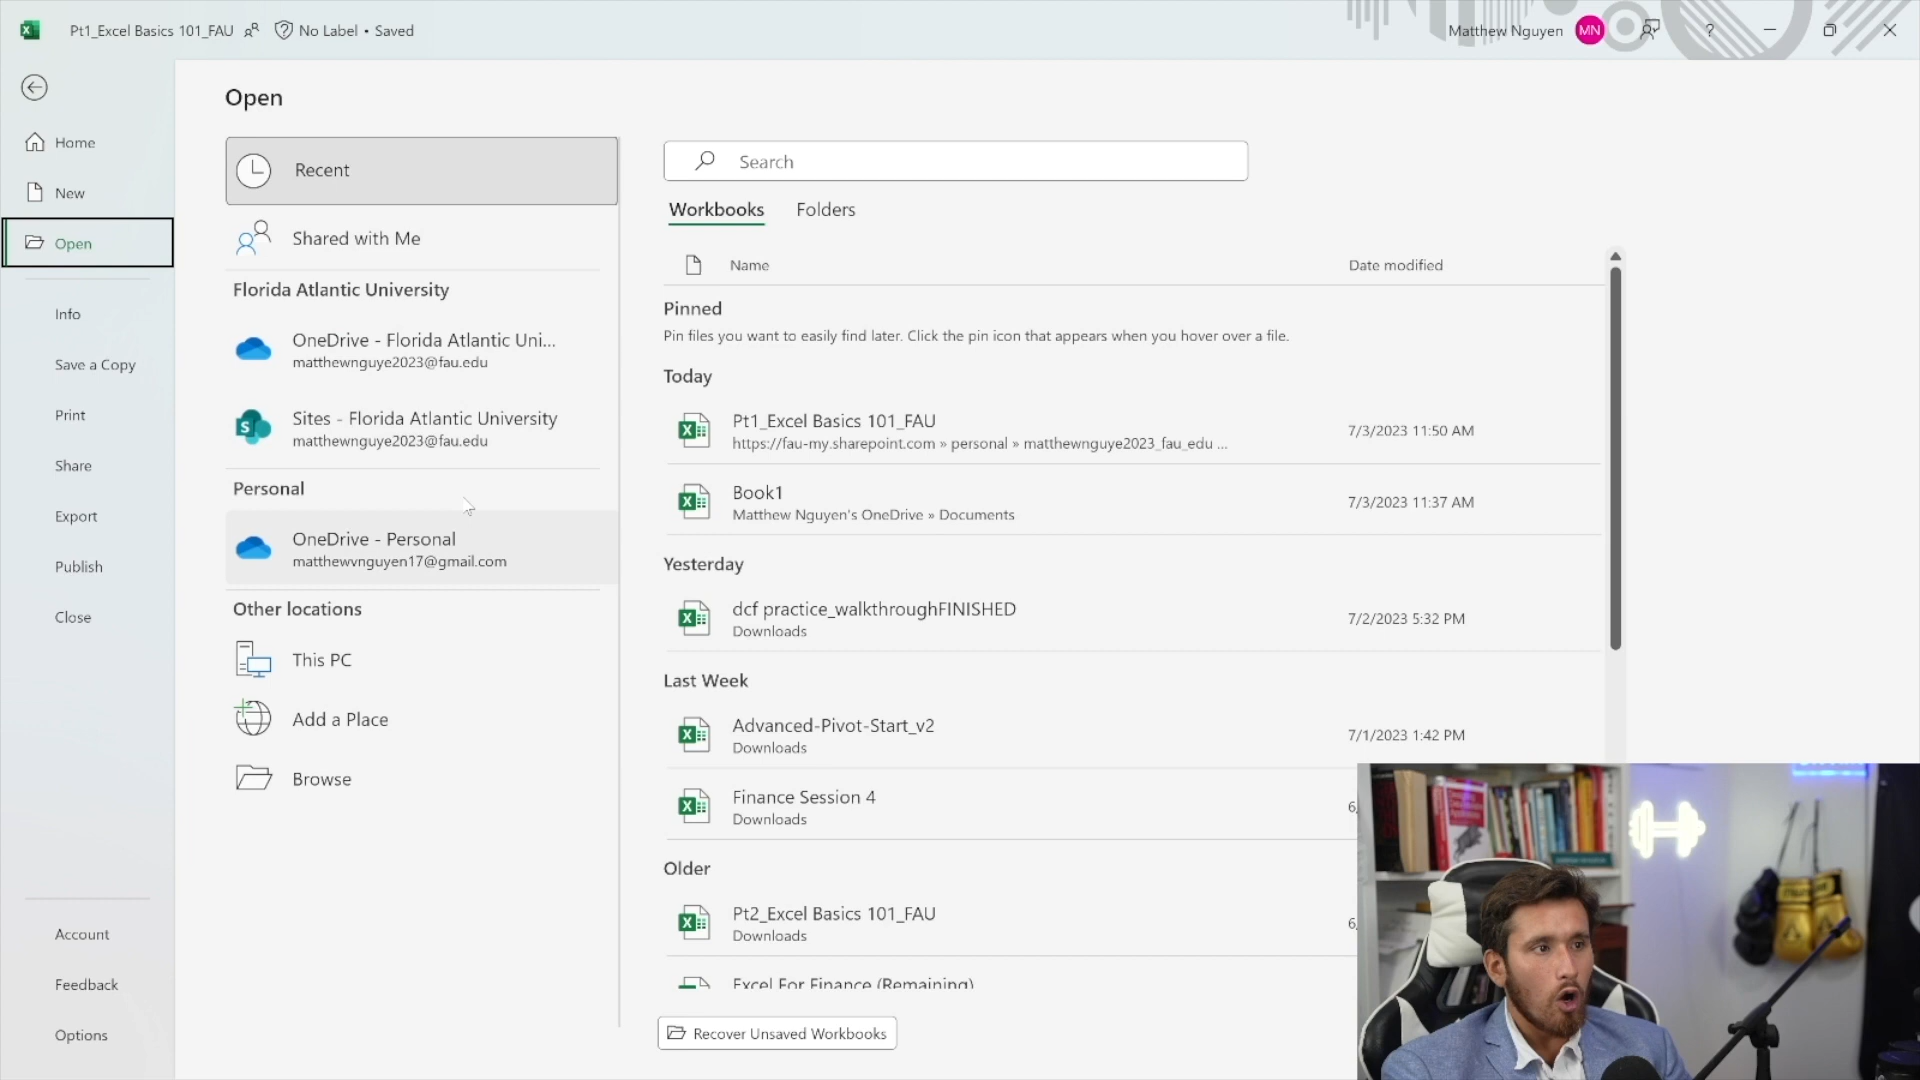 Pt1_Excel Basics 101_FAU
No Label • Saved
Matthew Nguyen
MN
?
Open
Home
New
Open
Info
Save a Copy
Print
Share
Export
Publish
Close
Account
Feedback
Options
Recent
Shared with Me
Florida Atlantic University
OneDrive - Florida Atlantic Uni...
matthewnguye2023@fau.edu
Sites - Florida Atlantic University
matthewnguye2023@fau.edu
Personal
OneDrive - Personal
matthewvnguyen17@gmail.com
Other locations
This PC
Add a Place
Browse
Search
Workbooks Folders
Name Date modified
Pinned
Pin files you want to easily find later. Click the pin icon that appears when you hover over a file.
Today
Pt1_Excel Basics 101_FAU
https://fau-my.sharepoint.com » personal » matthewnguye2023_fau_edu ...
7/3/2023 11:50 AM
Book1
Matthew Nguyen's OneDrive » Documents
7/3/2023 11:37 AM
Yesterday
dcf practice_walkthroughFINISHED
Downloads
7/2/2023 5:32 PM
Last Week
Advanced-Pivot-Start_v2
Downloads
7/1/2023 1:42 PM
Finance Session 4
Downloads
6,
Older
Pt2_Excel Basics 101_FAU
Downloads
6,
Excel For Finance (Remaining)
Recover Unsaved Workbooks